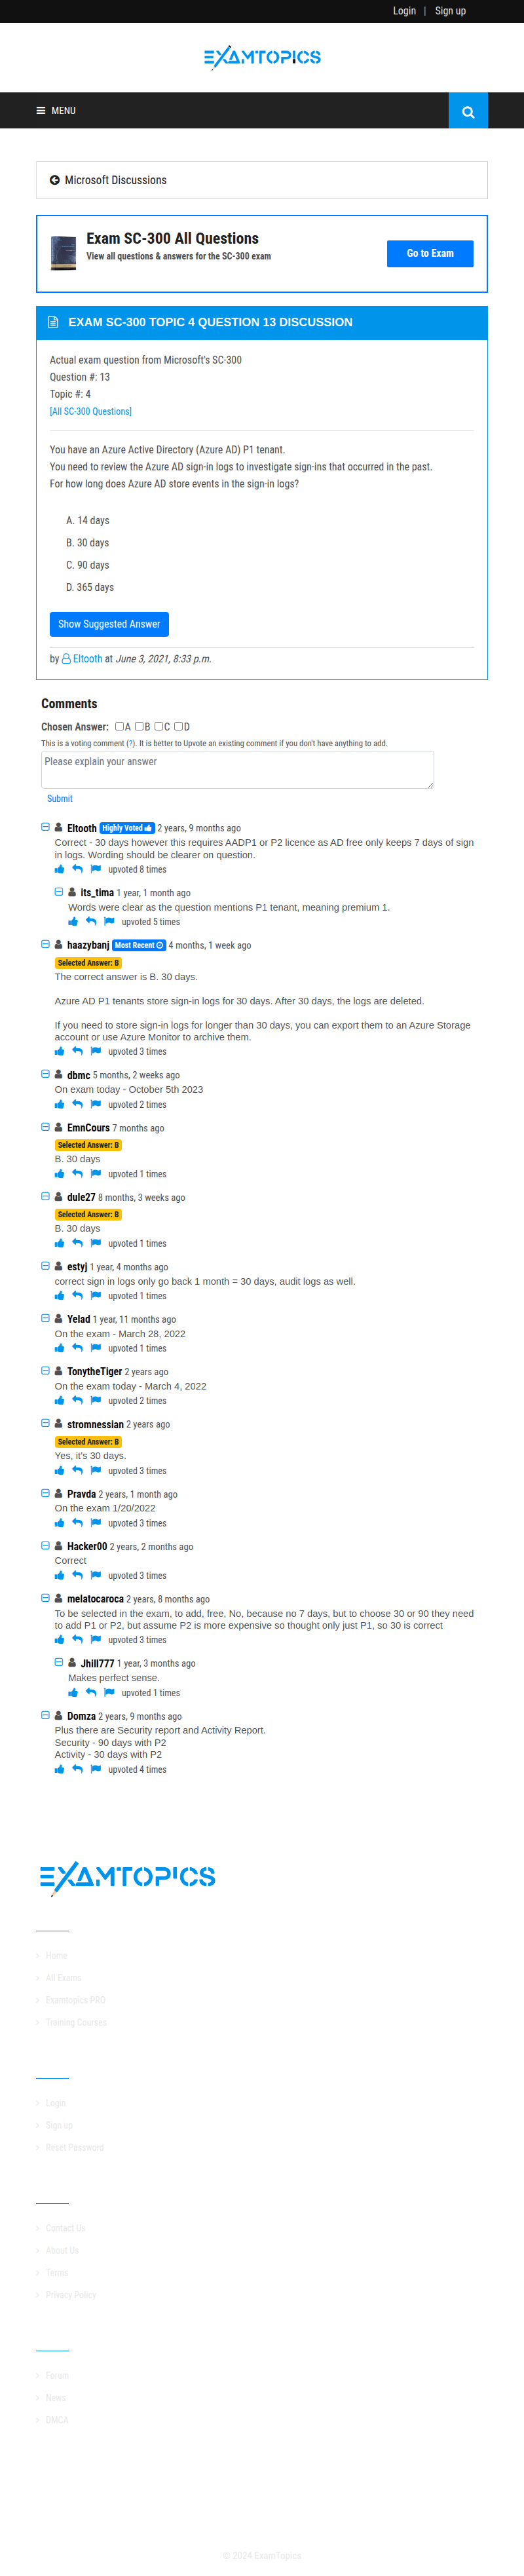 Login | Sign up
EXAMTOPICS
MENU
Microsoft Discussions
Exam SC-300 All Questions
View all questions & answers for the SC-300 exam
Go to Exam
EXAM SC-300 TOPIC 4 QUESTION 13 DISCUSSION
Actual exam question from Microsoft's SC-300
Question #: 13
Topic #: 4
[All SC-300 Questions]
You have an Azure Active Directory (Azure AD) P1 tenant.
You need to review the Azure AD sign-in logs to investigate sign-ins that occurred in the past.
For how long does Azure AD store events in the sign-in logs?
A. 14 days
B. 30 days
C. 90 days
D. 365 days
Show Suggested Answer
by Eltooth at June 3, 2021, 8:33 p.m.
Comments
Chosen Answer: A B C D
This is a voting comment (?). It is better to Upvote an existing comment if you don't have anything to add.
Please explain your answer
Submit
Eltooth Highly Voted 2 years, 9 months ago
Correct - 30 days however this requires AADP1 or P2 licence as AD free only keeps 7 days of sign
in logs. Wording should be clearer on question.
upvoted 8 times
its_tima 1 year, 1 month ago
Words were clear as the question mentions P1 tenant, meaning premium 1.
upvoted 5 times
haazybanj Most Recent 4 months, 1 week ago
Selected Answer: B
The correct answer is B. 30 days.
Azure AD P1 tenants store sign-in logs for 30 days. After 30 days, the logs are deleted.
If you need to store sign-in logs for longer than 30 days, you can export them to an Azure Storage
account or use Azure Monitor to archive them.
upvoted 3 times
dbmc 5 months, 2 weeks ago
On exam today - October 5th 2023
upvoted 2 times
EmnCours 7 months ago
Selected Answer: B
B. 30 days
upvoted 1 times
dule27 8 months, 3 weeks ago
Selected Answer: B
B. 30 days
upvoted 1 times
estyj 1 year, 4 months ago
correct sign in logs only go back 1 month = 30 days, audit logs as well.
upvoted 1 times
Yelad 1 year, 11 months ago
On the exam - March 28, 2022
upvoted 1 times
TonytheTiger 2 years ago
On the exam today - March 4, 2022
upvoted 2 times
stromnessian 2 years ago
Selected Answer: B
Yes, it's 30 days.
upvoted 3 times
Pravda 2 years, 1 month ago
On the exam 1/20/2022
upvoted 3 times
Hacker00 2 years, 2 months ago
Correct
upvoted 3 times
melatocaroca 2 years, 8 months ago
To be selected in the exam, to add, free, No, because no 7 days, but to choose 30 or 90 they need
to add P1 or P2, but assume P2 is more expensive so thought only just P1, so 30 is correct
upvoted 3 times
Jhill777 1 year, 3 months ago
Makes perfect sense.
upvoted 1 times
Domza 2 years, 9 months ago
Plus there are Security report and Activity Report.
Security - 90 days with P2
Activity - 30 days with P2
upvoted 4 times
EXAMTOPICS
Home
All Exams
Examtopics PRO
Training Courses
Login
Sign up
Reset Password
Contact Us
About Us
Terms
Privacy Policy
Forum
News
DMCA
© 2024 ExamTopics